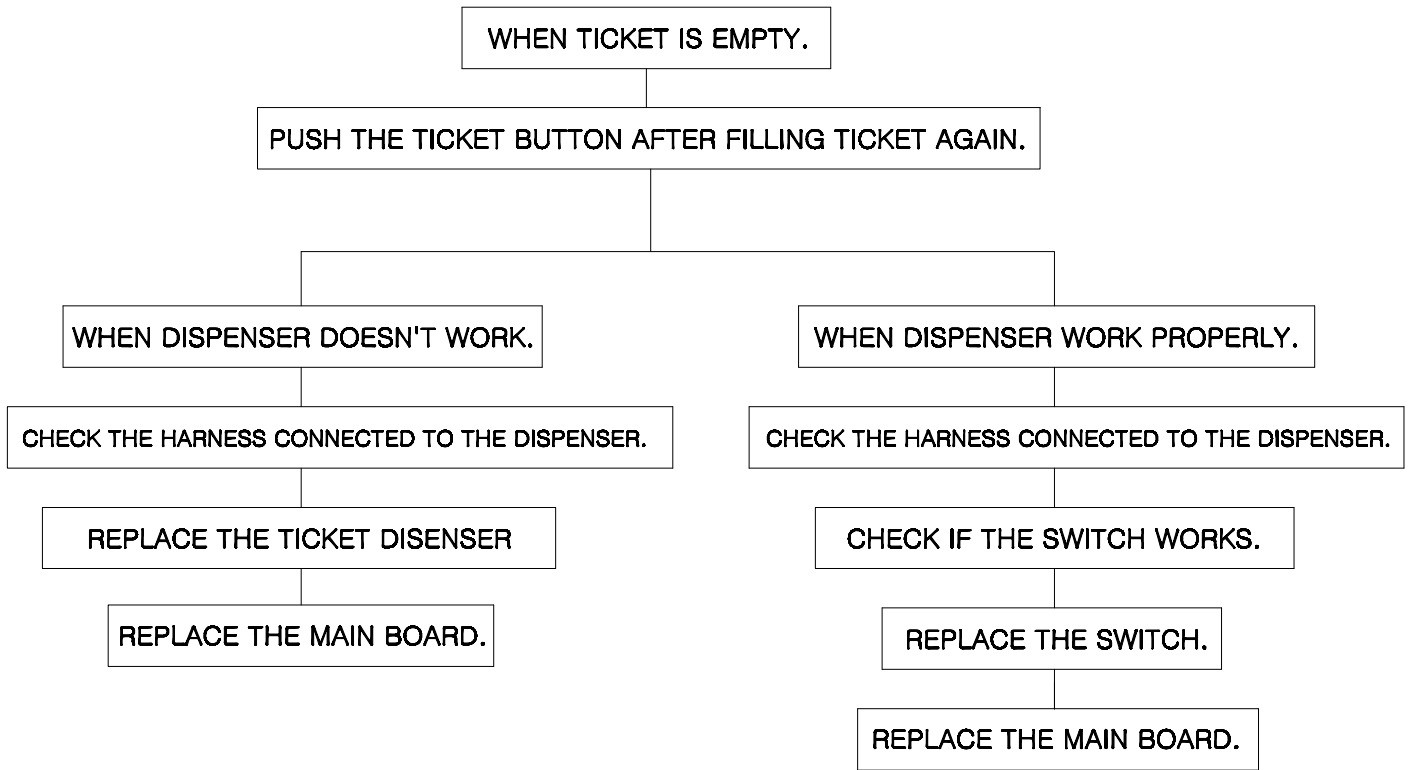 WHEN TICKET IS EMPTY.
PUSH THE TICKET BUTTON AFTER FILLING TICKET AGAIN.
WHEN DISPENSER DOESN'T WORK.
CHECK THE HARNESS CONNECTED TO THE DISPENSER.
REPLACE THE TICKET DISENSER
REPLACE THE MAIN BOARD.
WHEN DISPENSER WORK PROPERLY.
CHECK THE HARNESS CONNECTED TO THE DISPENSER.
CHECK IF THE SWITCH WORKS.
REPLACE THE SWITCH.
REPLACE THE MAIN BOARD.